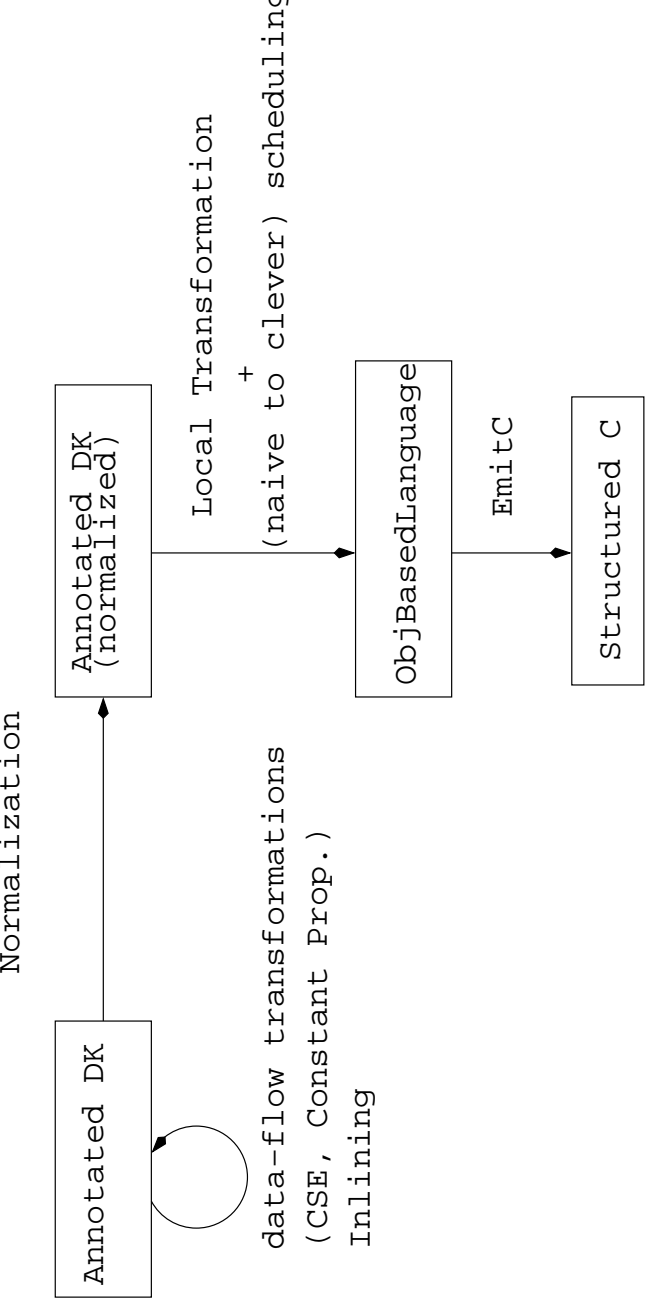 Normalization
Annotated DK
Annotated DK
(normalized)
data-flow transformations
(CSE, Constant Prop.)
Inlining
Local Transformation
+
(naive to clever) scheduling
ObjBasedLanguage
EmitC
Structured C